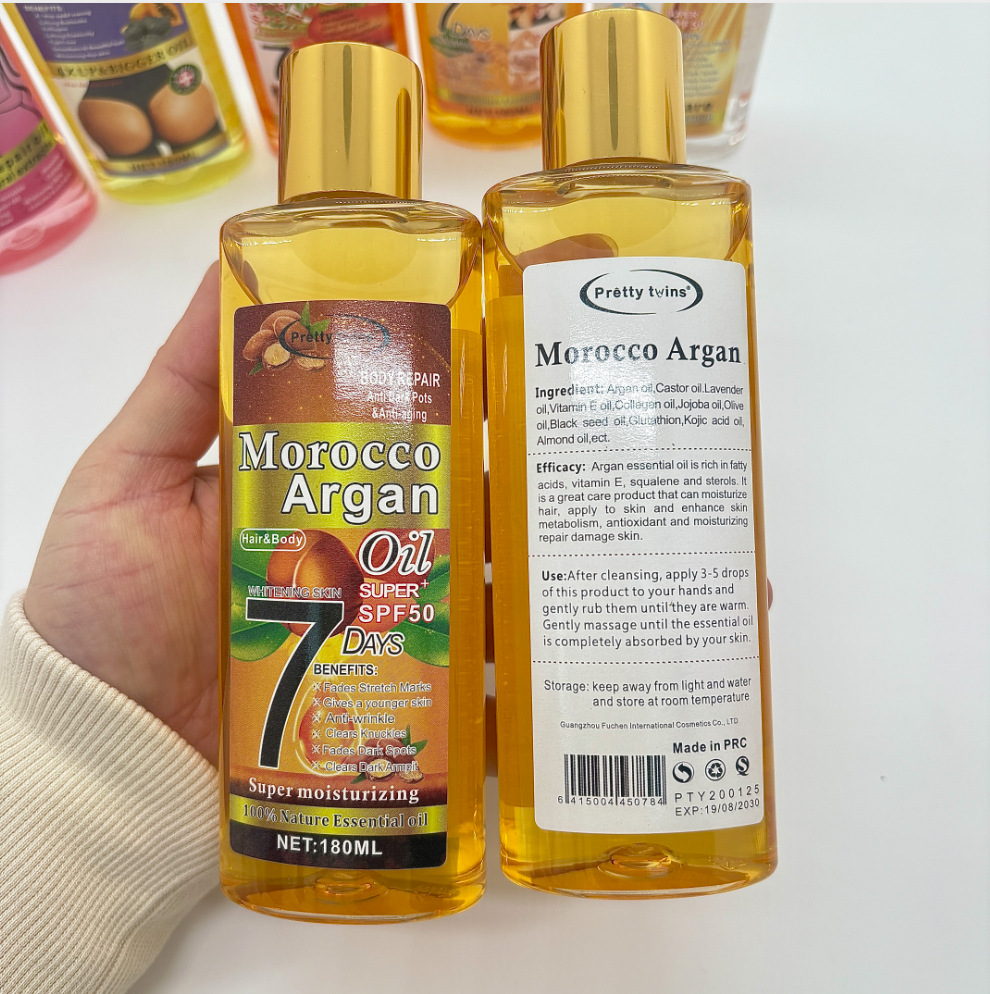 BENEFITS:
& BIGGER OIL
DAYS
Pretty
BODY REPAIR
Anti Dark Pots
&Anti-aging
Morocco
Argan
Hair&Body
Oil
WHITENING SKIN
SUPER+
SPF50
7
DAYS
BENEFITS:
Fades Stretch Marks
Gives a younger skin
Anti-wrinkle
Clears Knuckles
Fades Dark Spots
Clears Dark Armpit
Super moisturizing
100% Nature Essential oil
NET:180ML
Pretty twins®
Morocco Argan
Ingredient: Argan oil,Castor oil.Lavender
oil,Vitamin E oil,Collagen oil,Jojoba oil,Olive
oil,Black seed oil,Glutathion,Kojic acid oil,
Almond oil,ect.
Efficacy: Argan essential oil is rich in fatty
acids, vitamin E, squalene and sterols. It
is a great care product that can moisturize
hair, apply to skin and enhance skin
metabolism, antioxidant and moisturizing
repair damage skin.
Use:After cleansing, apply 3-5 drops
of this product to your hands and
gently rub them until they are warm.
Gently massage until the essential oil
is completely absorbed by your skin.
Storage: keep away from light and water
and store at room temperature
Guangzhou Fuchen International Cosmetics Co., LTD
Made in PRC
6 415004 450784
PTY200125
EXP:19/08/2030